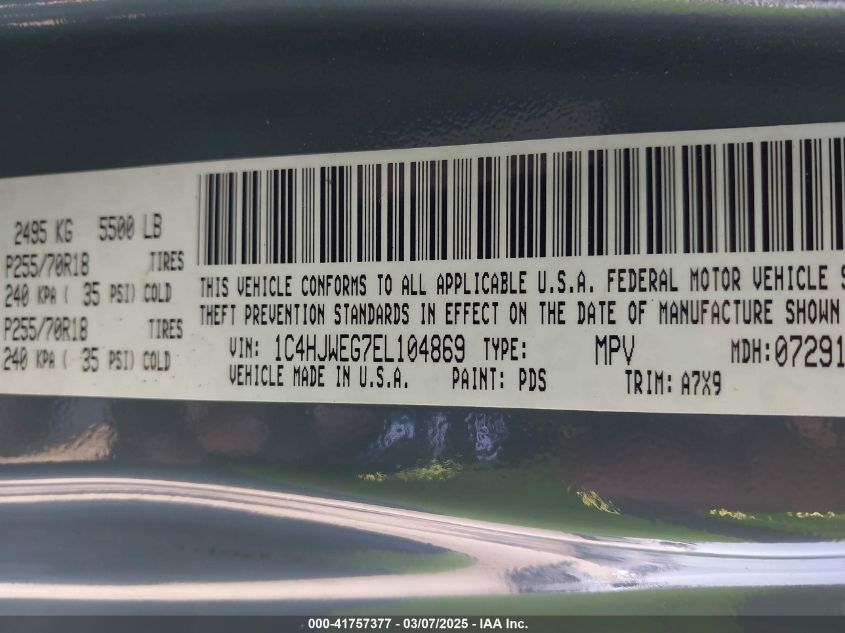 2495 KG 5500 LB
P255/70R18 TIRES
240 KPA ( 35 PSI) COLD
P255/70R18 TIRES
240 KPA ( 35 PSI) COLD
THIS VEHICLE CONFORMS TO ALL APPLICABLE U.S.A. FEDERAL MOTOR VEHICLE S
THEFT PREVENTION STANDARDS IN EFFECT ON THE DATE OF MANUFACTURE SHOWN
VIN: 1C4HJWEG7EL104869 TYPE: MPV MDH:07291
VEHICLE MADE IN U.S.A. PAINT: PDS TRIM: A7X9
000-41757377 - 03/07/2025 - IAA Inc.